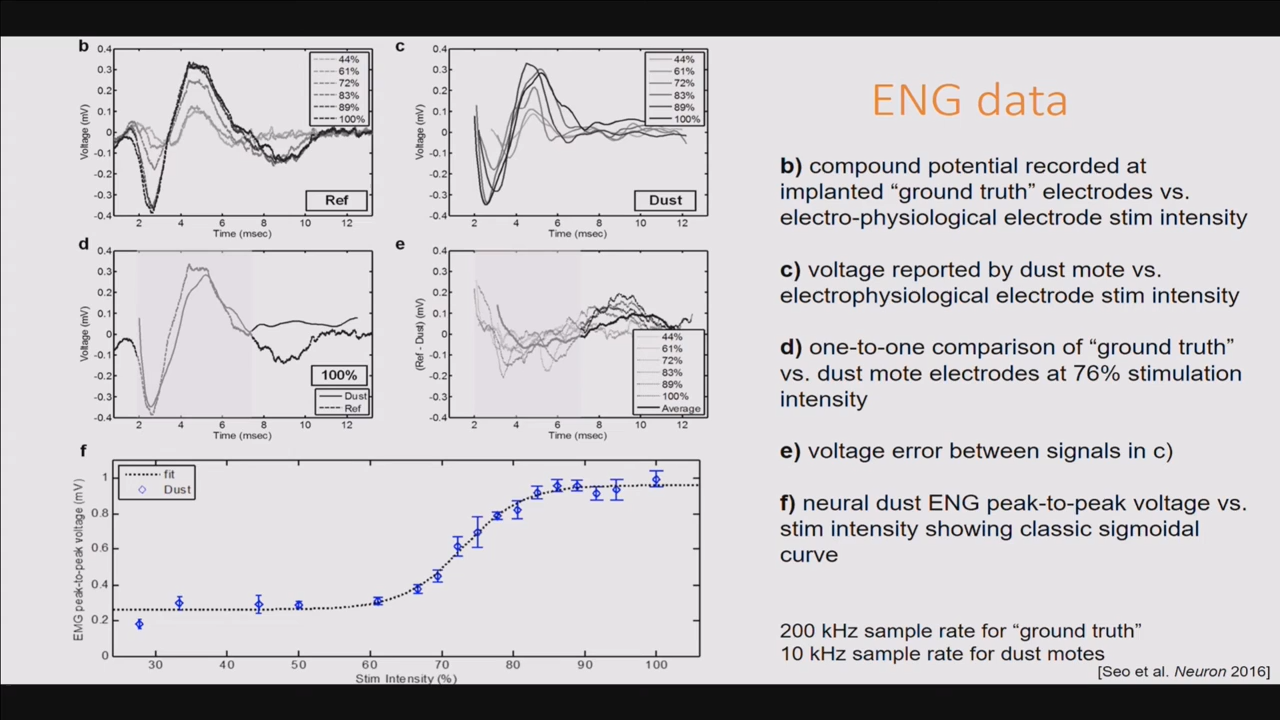 ENG data
b
0.4
0.3
0.2
0.1
0
-0.1
-0.2
-0.3
-0.4
Voltage (mV)
44%
61%
72%
83%
89%
100%
Ref
2 4 6 8 10 12
Time (msec)
c
0.4
0.3
0.2
0.1
0
-0.1
-0.2
-0.3
-0.4
Voltage (mV)
44%
61%
72%
83%
89%
100%
Dust
2 4 6 8 10 12
Time (msec)
d
0.4
0.3
0.2
0.1
0
-0.1
-0.2
-0.3
-0.4
Voltage (mV)
100%
Dust
Ref
2 4 6 8 10 12
Time (msec)
e
0.4
0.3
0.2
0.1
0
-0.1
-0.2
-0.3
-0.4
(Ref - Dust) (mV)
44%
61%
72%
83%
89%
100%
Average
2 4 6 8 10 12
Time (msec)
f
1
0.8
0.6
0.4
0.2
0
EMG peak-to-peak voltage (mV)
fit
Dust
30 40 50 60 70 80 90 100
Stim Intensity (%)
b) compound potential recorded at
implanted “ground truth” electrodes vs.
electro-physiological electrode stim intensity
c) voltage reported by dust mote vs.
electrophysiological electrode stim intensity
d) one-to-one comparison of “ground truth”
vs. dust mote electrodes at 76% stimulation
intensity
e) voltage error between signals in c)
f) neural dust ENG peak-to-peak voltage vs.
stim intensity showing classic sigmoidal
curve
200 kHz sample rate for “ground truth”
10 kHz sample rate for dust motes
[Seo et al. Neuron 2016]